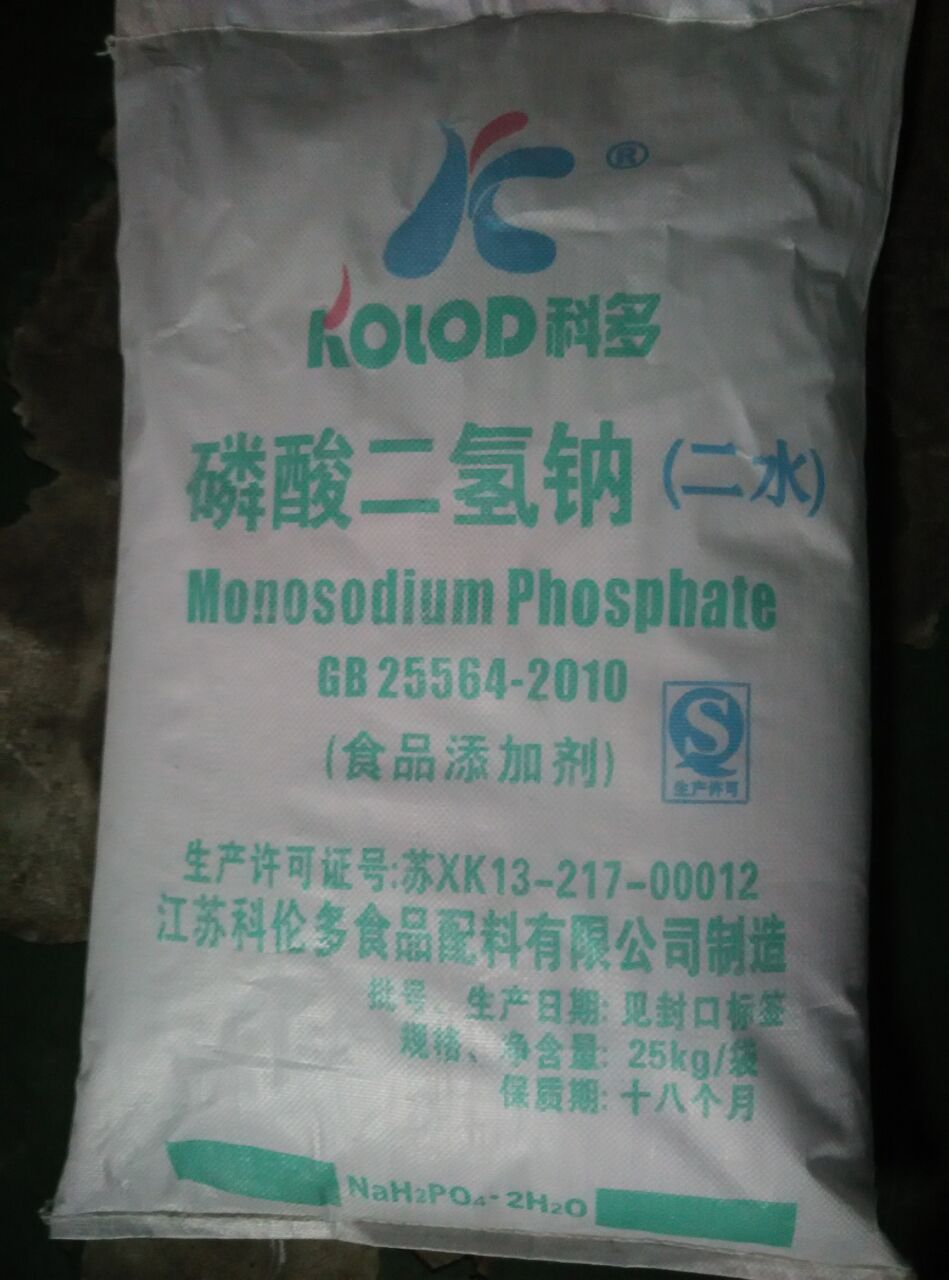 ®
KOLOD科多
磷酸二氢钠(二水)
Monosodium Phosphate
GB 25564-2010
(食品添加剂)
生产许可
生产许可证号:苏XK13-217-00012
江苏科伦多食品配料有限公司制造
批号、生产日期:见封口标签
规格、净含量:25kg/袋
保质期:十八个月
NaH₂PO₄·2H₂O